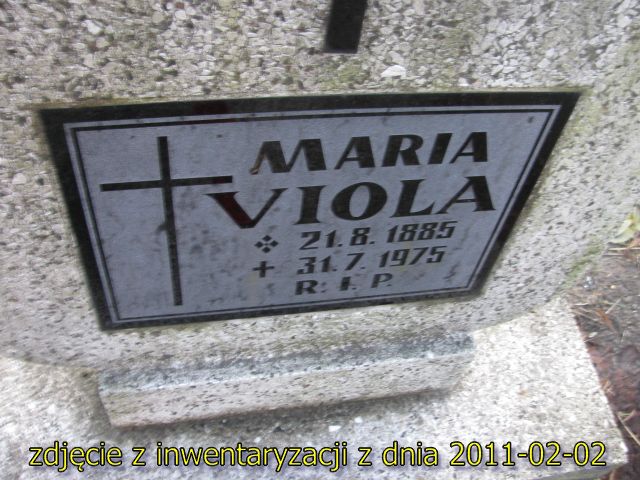 MARIA
VIOLA
21.8.1885
+ 31.7.1975
R. I. P.
zdjęcie z inwentaryzacji z dnia 2011-02-02